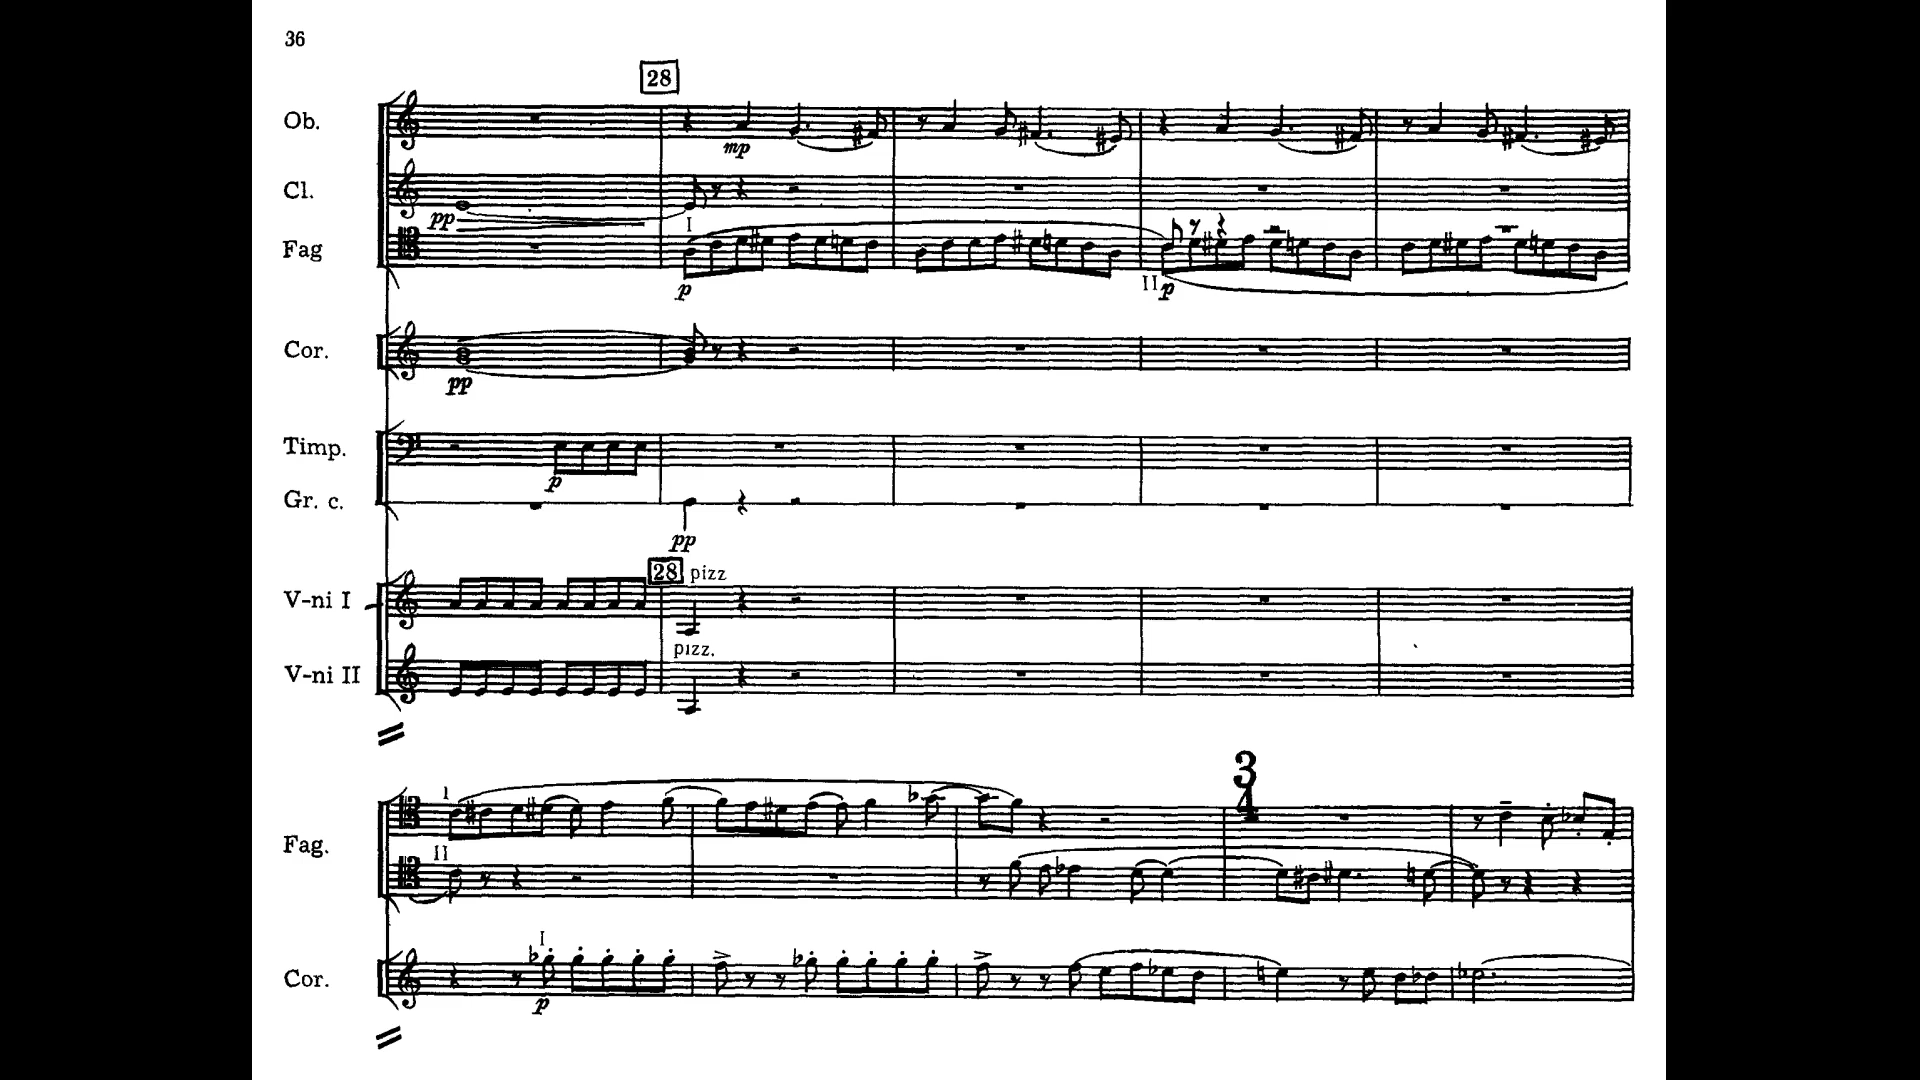 36
28
Ob.
mp
Cl.
pp
I
Fag
p
II p
Cor.
pp
Timp.
p
Gr. c.
pp
28 pizz
V-ni I
pizz.
V-ni II
3
4
I
Fag.
II
I
Cor.
p